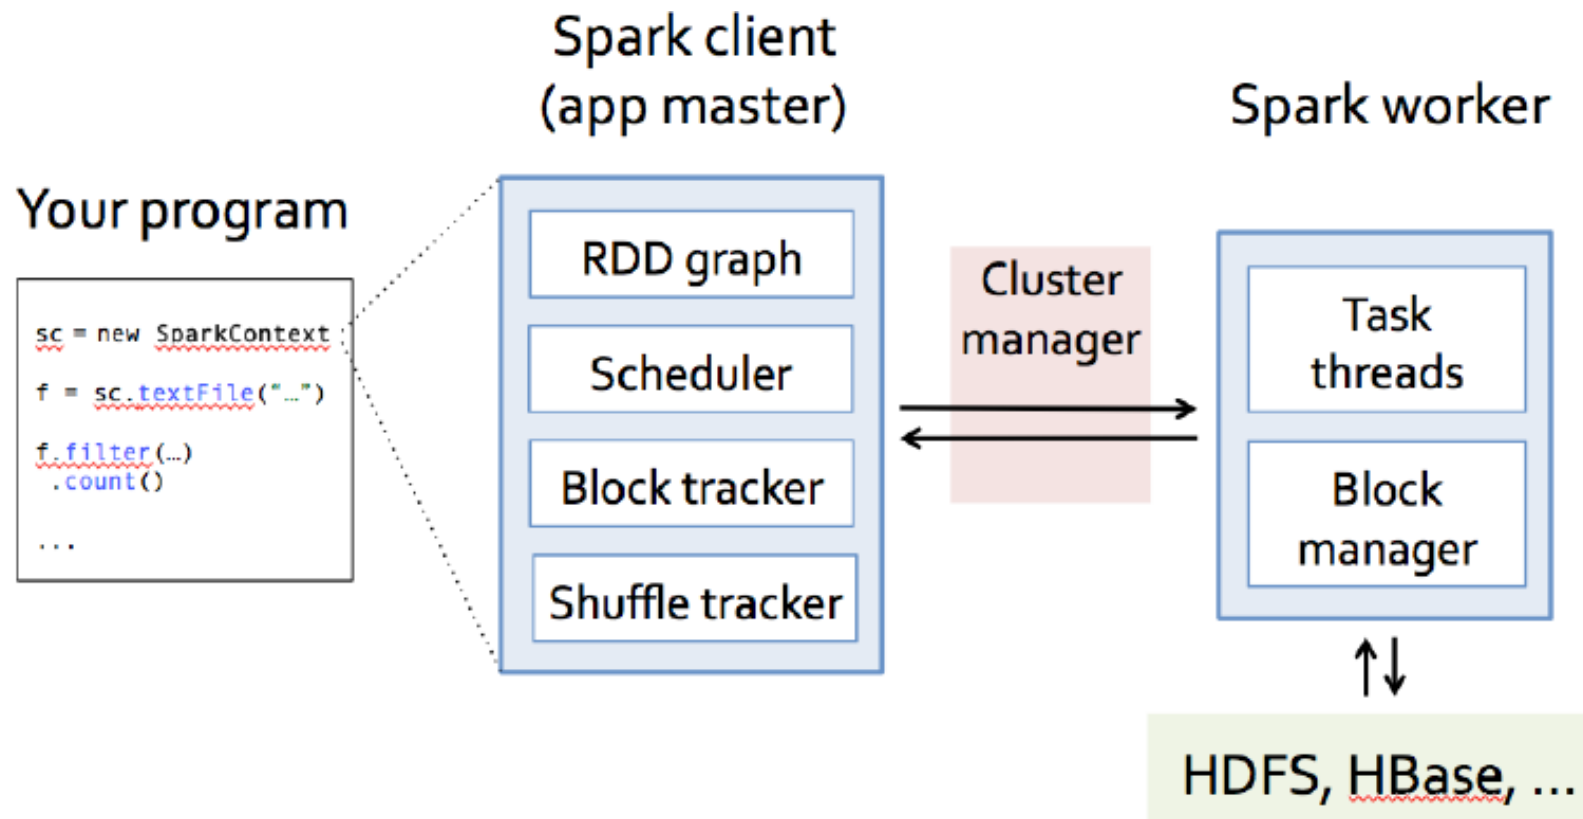 Your program
sc = new SparkContext
f = sc.textFile("…")
f.filter(…)
.count()
...
Spark client
(app master)
RDD graph
Scheduler
Block tracker
Shuffle tracker
Cluster
manager
Spark worker
Task
threads
Block
manager
HDFS, HBase, …